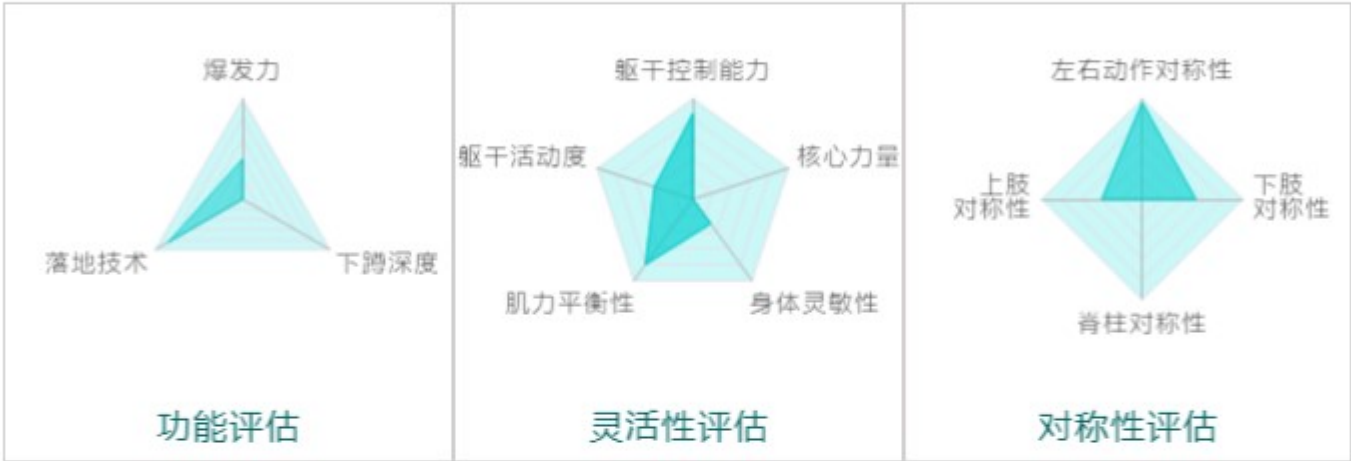 爆发力
落地技术
下蹲深度
功能评估
躯干控制能力
躯干活动度
核心力量
肌力平衡性
身体灵敏性
灵活性评估
左右动作对称性
上肢
对称性
下肢
对称性
脊柱对称性
对称性评估